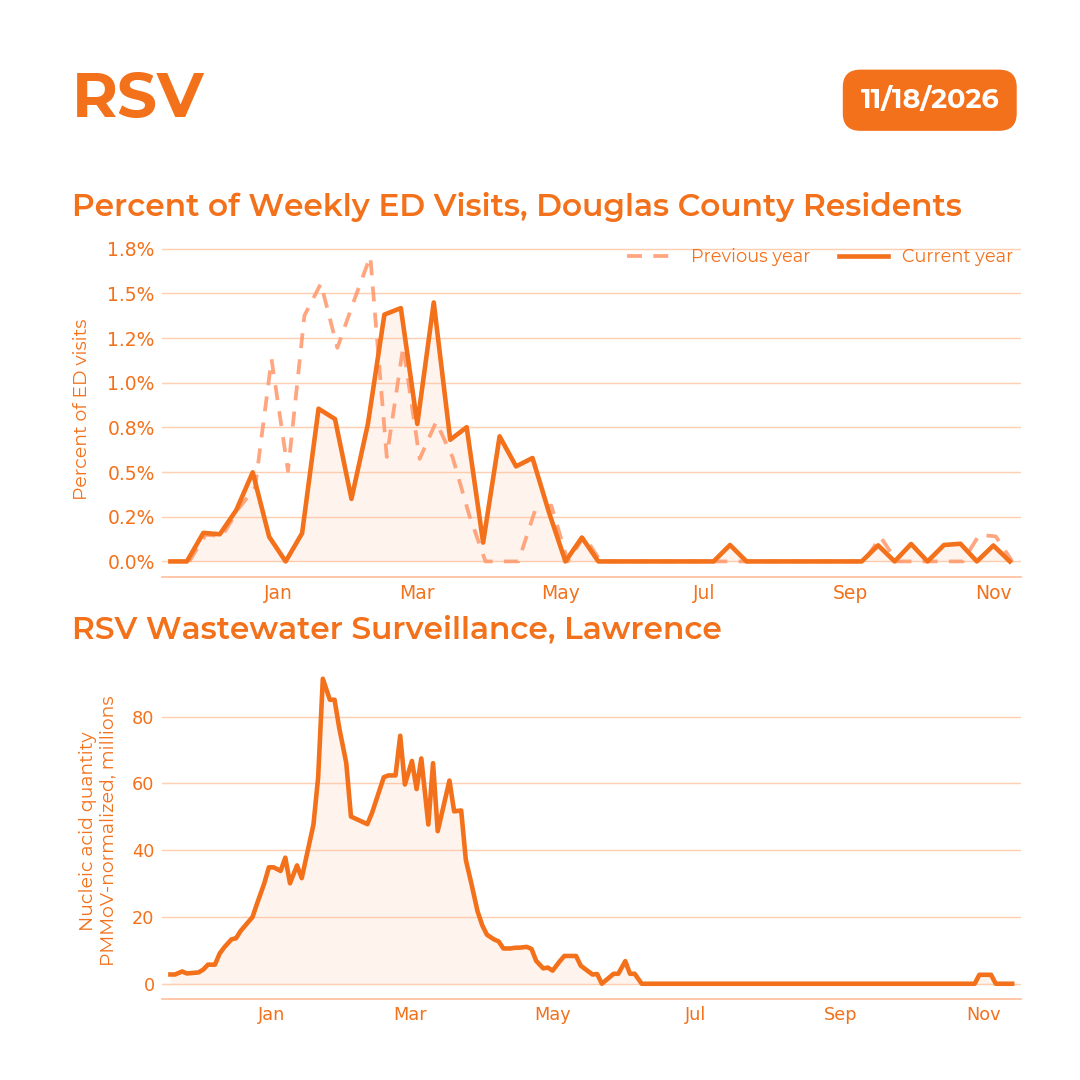 RSV
11/18/2026
Percent of Weekly ED Visits, Douglas County Residents
Previous year
Current year
Percent of ED visits
1.8%
1.5%
1.2%
1.0%
0.8%
0.5%
0.2%
0.0%
Jan Mar May Jul Sep Nov
RSV Wastewater Surveillance, Lawrence
Nucleic acid quantity
PMMoV-normalized, millions
80
60
40
20
0
Jan Mar May Jul Sep Nov